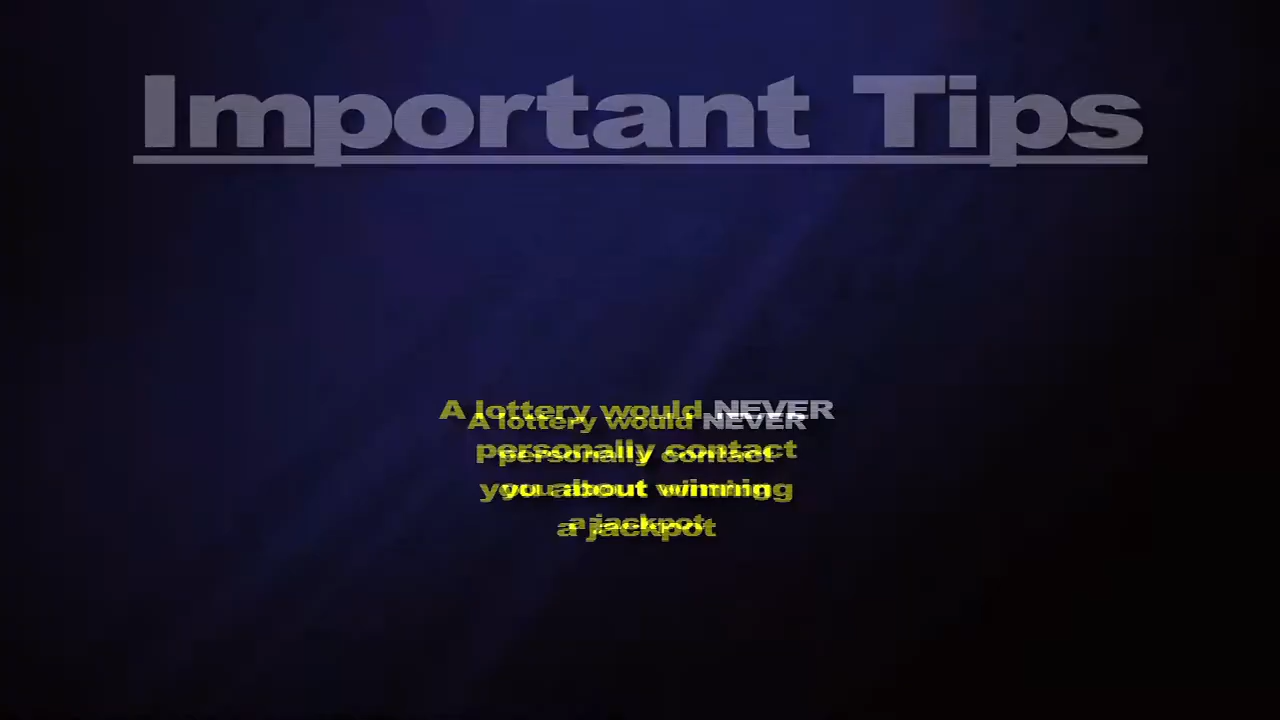 Important Tips
A lottery would NEVER
personally contact
you about winning
a jackpot